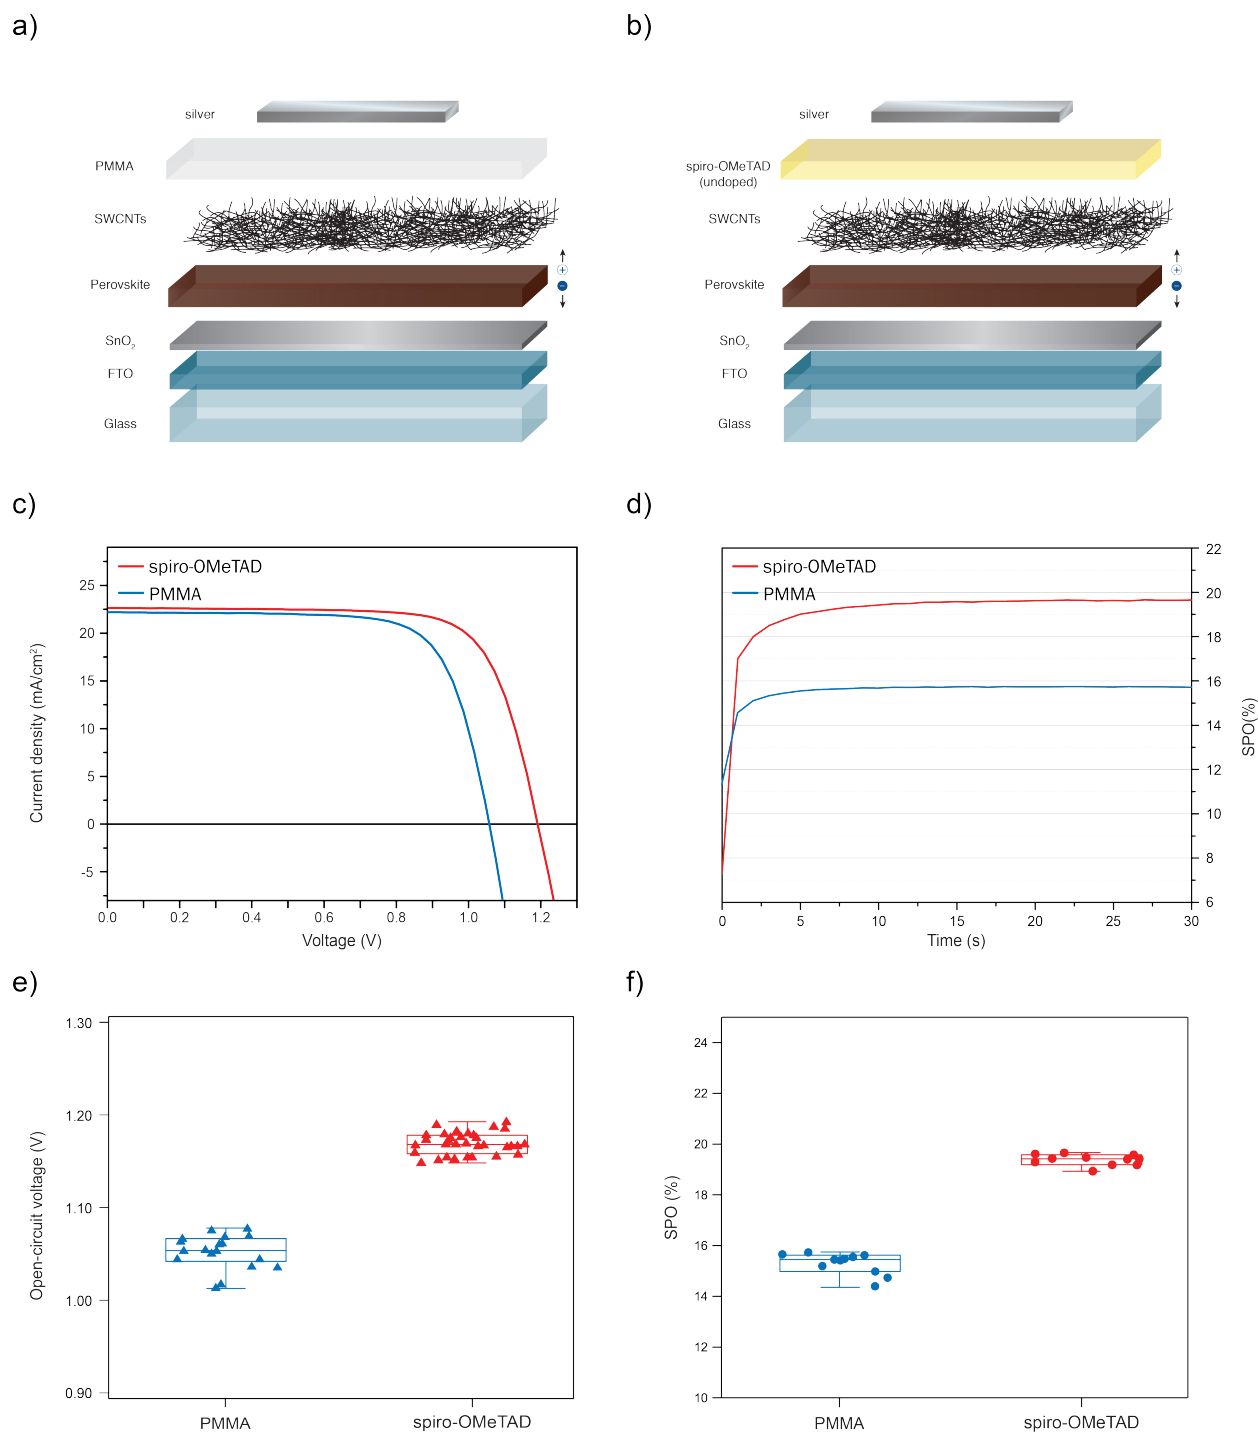 a)
silver
PMMA
SWCNTs
Perovskite
+
−
SnO₂
FTO
Glass
b)
silver
spiro-OMeTAD
(undoped)
SWCNTs
Perovskite
+
−
SnO₂
FTO
Glass
c)
spiro-OMeTAD
PMMA
25
20
15
10
5
0
-5
0.0 0.2 0.4 0.6 0.8 1.0 1.2
Current density (mA/cm²)
Voltage (V)
d)
spiro-OMeTAD
PMMA
22
20
18
16
14
12
10
8
6
0 5 10 15 20 25 30
SPO(%)
Time (s)
e)
1.30
1.20
1.10
1.00
0.90
Open-circuit voltage (V)
PMMA spiro-OMeTAD
f)
24
22
20
18
16
14
12
10
SPO (%)
PMMA spiro-OMeTAD